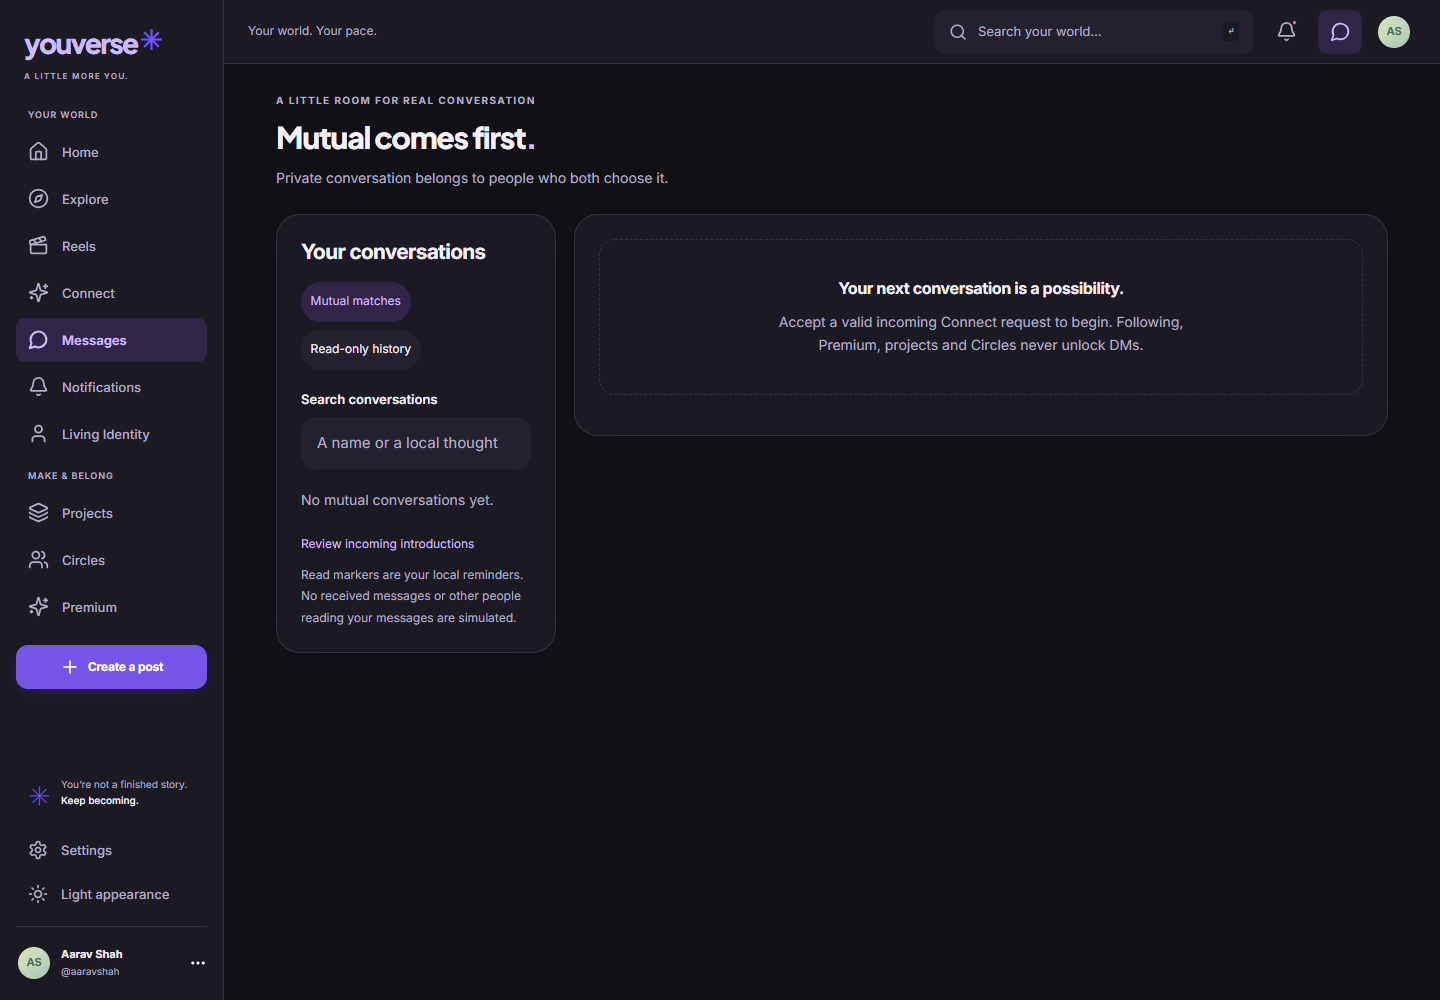 youverse
A LITTLE MORE YOU.
YOUR WORLD
Home
Explore
Reels
Connect
Messages
Notifications
Living Identity
MAKE & BELONG
Projects
Circles
Premium
Create a post
You're not a finished story.
Keep becoming.
Settings
Light appearance
AS
Aarav Shah
@aaravshah
Your world. Your pace.
Search your world...
AS
A LITTLE ROOM FOR REAL CONVERSATION
Mutual comes first.
Private conversation belongs to people who both choose it.
Your conversations
Mutual matches
Read-only history
Search conversations
A name or a local thought
No mutual conversations yet.
Review incoming introductions
Read markers are your local reminders.
No received messages or other people
reading your messages are simulated.
Your next conversation is a possibility.
Accept a valid incoming Connect request to begin. Following,
Premium, projects and Circles never unlock DMs.